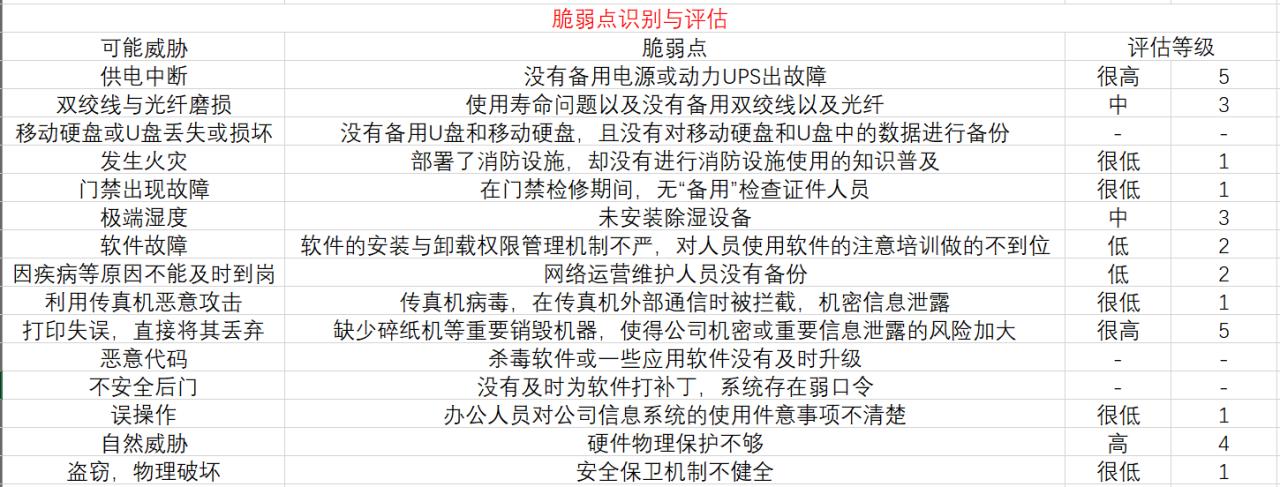 脆弱点识别与评估
可能威胁 脆弱点 评估等级
供电中断 没有备用电源或动力UPS出故障 很高 5
双绞线与光纤磨损 使用寿命问题以及没有备用双绞线以及光纤 中 3
移动硬盘或U盘丢失或损坏 没有备用U盘和移动硬盘，且没有对移动硬盘和U盘中的数据进行备份 - -
发生火灾 部署了消防设施，却没有进行消防设施使用的知识普及 很低 1
门禁出现故障 在门禁检修期间，无“备用”检查证件人员 很低 1
极端湿度 未安装除湿设备 中 3
软件故障 软件的安装与卸载权限管理机制不严，对人员使用软件的注意培训做的不到位 低 2
因疾病等原因不能及时到岗 网络运营维护人员没有备份 低 2
利用传真机恶意攻击 传真机病毒，在传真机外部通信时被拦截，机密信息泄露 很低 1
打印失误，直接将其丢弃 缺少碎纸机等重要销毁机器，使得公司机密或重要信息泄露的风险加大 很高 5
恶意代码 杀毒软件或一些应用软件没有及时升级 - -
不安全后门 没有及时为软件打补丁，系统存在弱口令 - -
误操作 办公人员对公司信息系统的使用件意事项不清楚 很低 1
自然威胁 硬件物理保护不够 高 4
盗窃，物理破坏 安全保卫机制不健全 很低 1